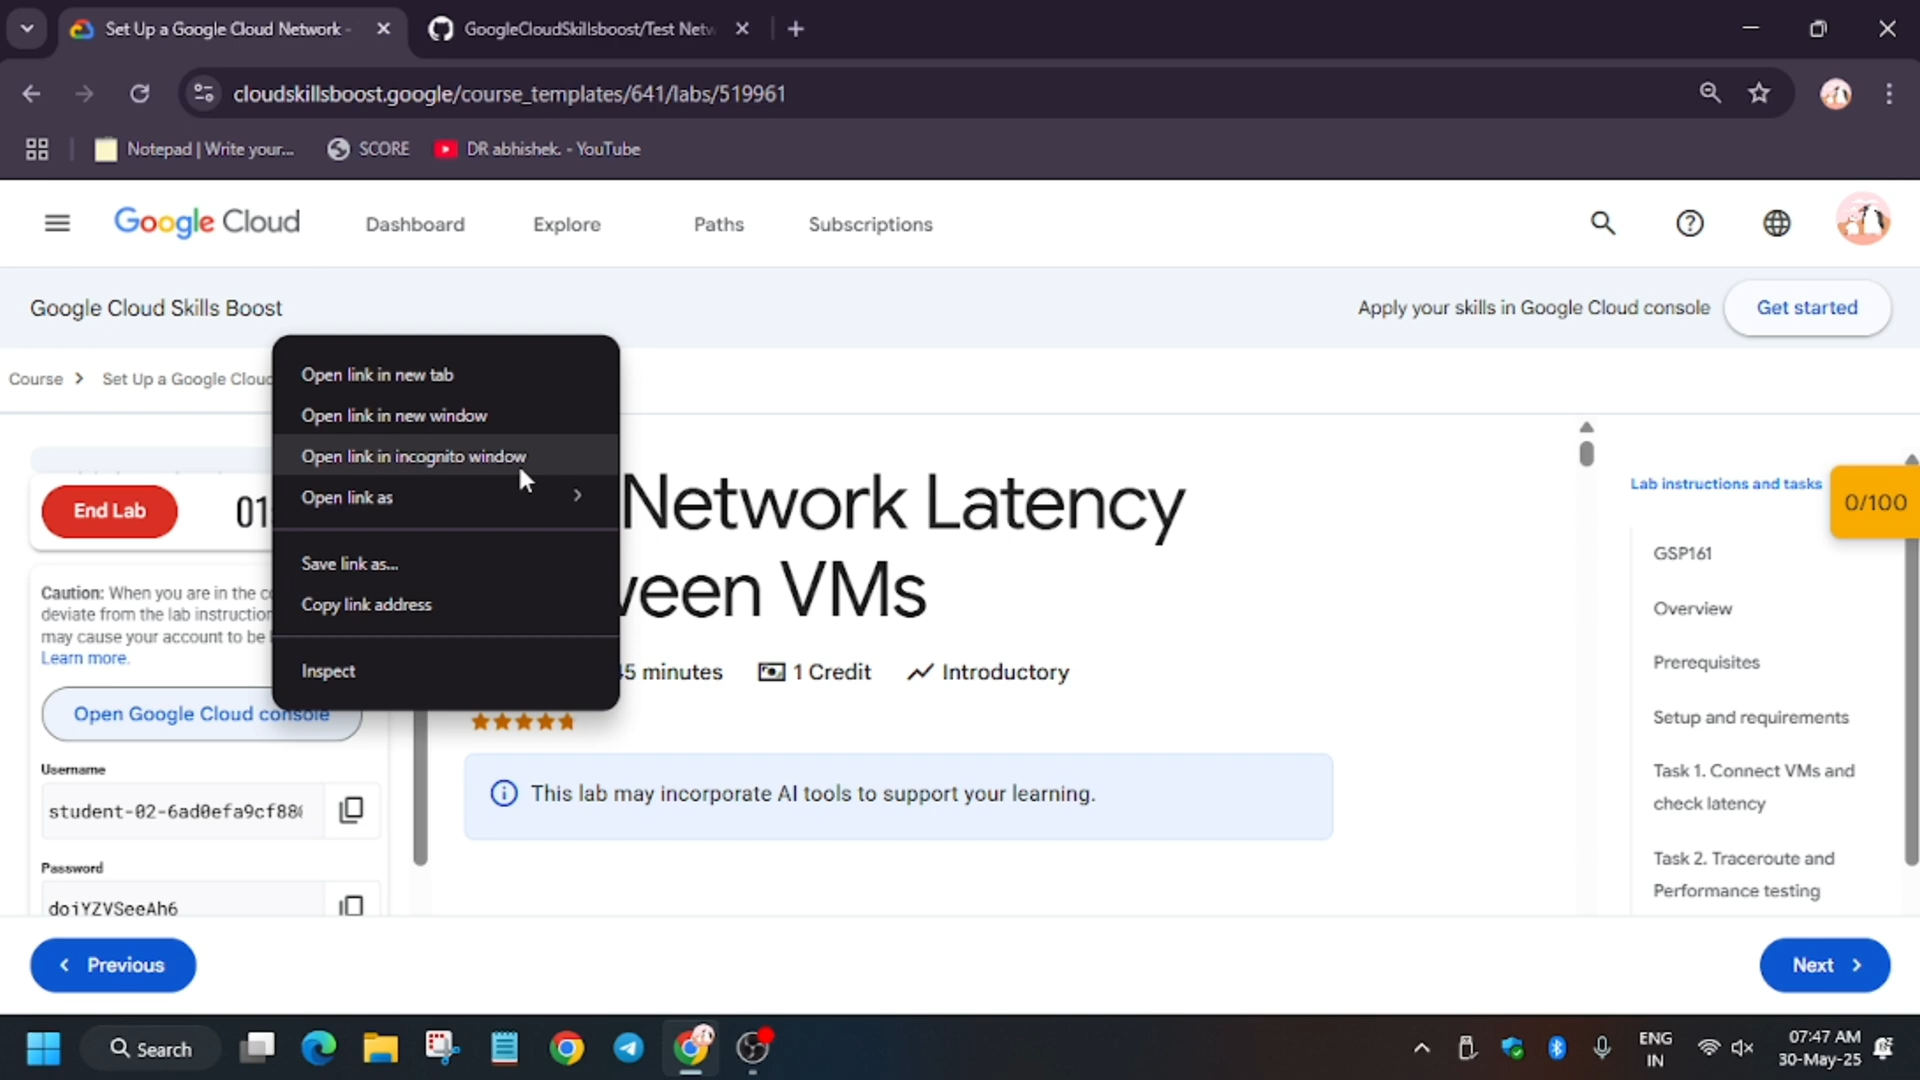 Set Up a Google Cloud Network -
GoogleCloudSkillsboost/Test Netw
cloudskillsboost.google/course_templates/641/labs/519961
Notepad | Write your...
SCORE
DR abhishek. - YouTube
Google Cloud
Dashboard
Explore
Paths
Subscriptions
Google Cloud Skills Boost
Apply your skills in Google Cloud console
Get started
Course
Set Up a Google Cloud
Open link in new tab
Open link in new window
Open link in incognito window
Open link as
Save link as...
Copy link address
Inspect
End Lab
01
Network Latency
VMs
45 minutes
1 Credit
Introductory
This lab may incorporate AI tools to support your learning.
Caution: When you are in the
deviate from the lab
may cause your account to be
Learn more.
Open Google Cloud console
Username
student-02-6ad0efa9cf88
Password
doiYZVSeeAh6
Lab instructions and tasks
0/100
GSP161
Overview
Prerequisites
Setup and requirements
Task 1. Connect VMs and
check latency
Task 2. Traceroute and
Performance testing
Previous
Next
Search
ENG
IN
07:47 AM
30-May-25